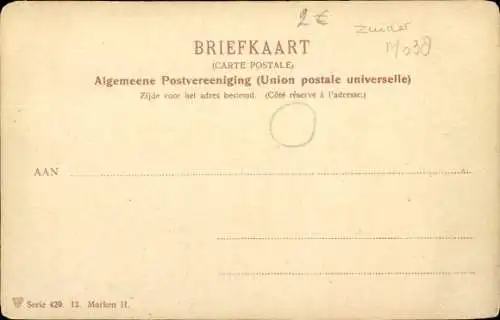 2 €
Zuider
BRIEFKAART
(CARTE POSTALE)
Algemeene Postvereeniging (Union postale universelle)
Zijde voor het adres bestemd. (Côté réservé à l'adresse.)
AAN
Serie 429. 12. Marken II.